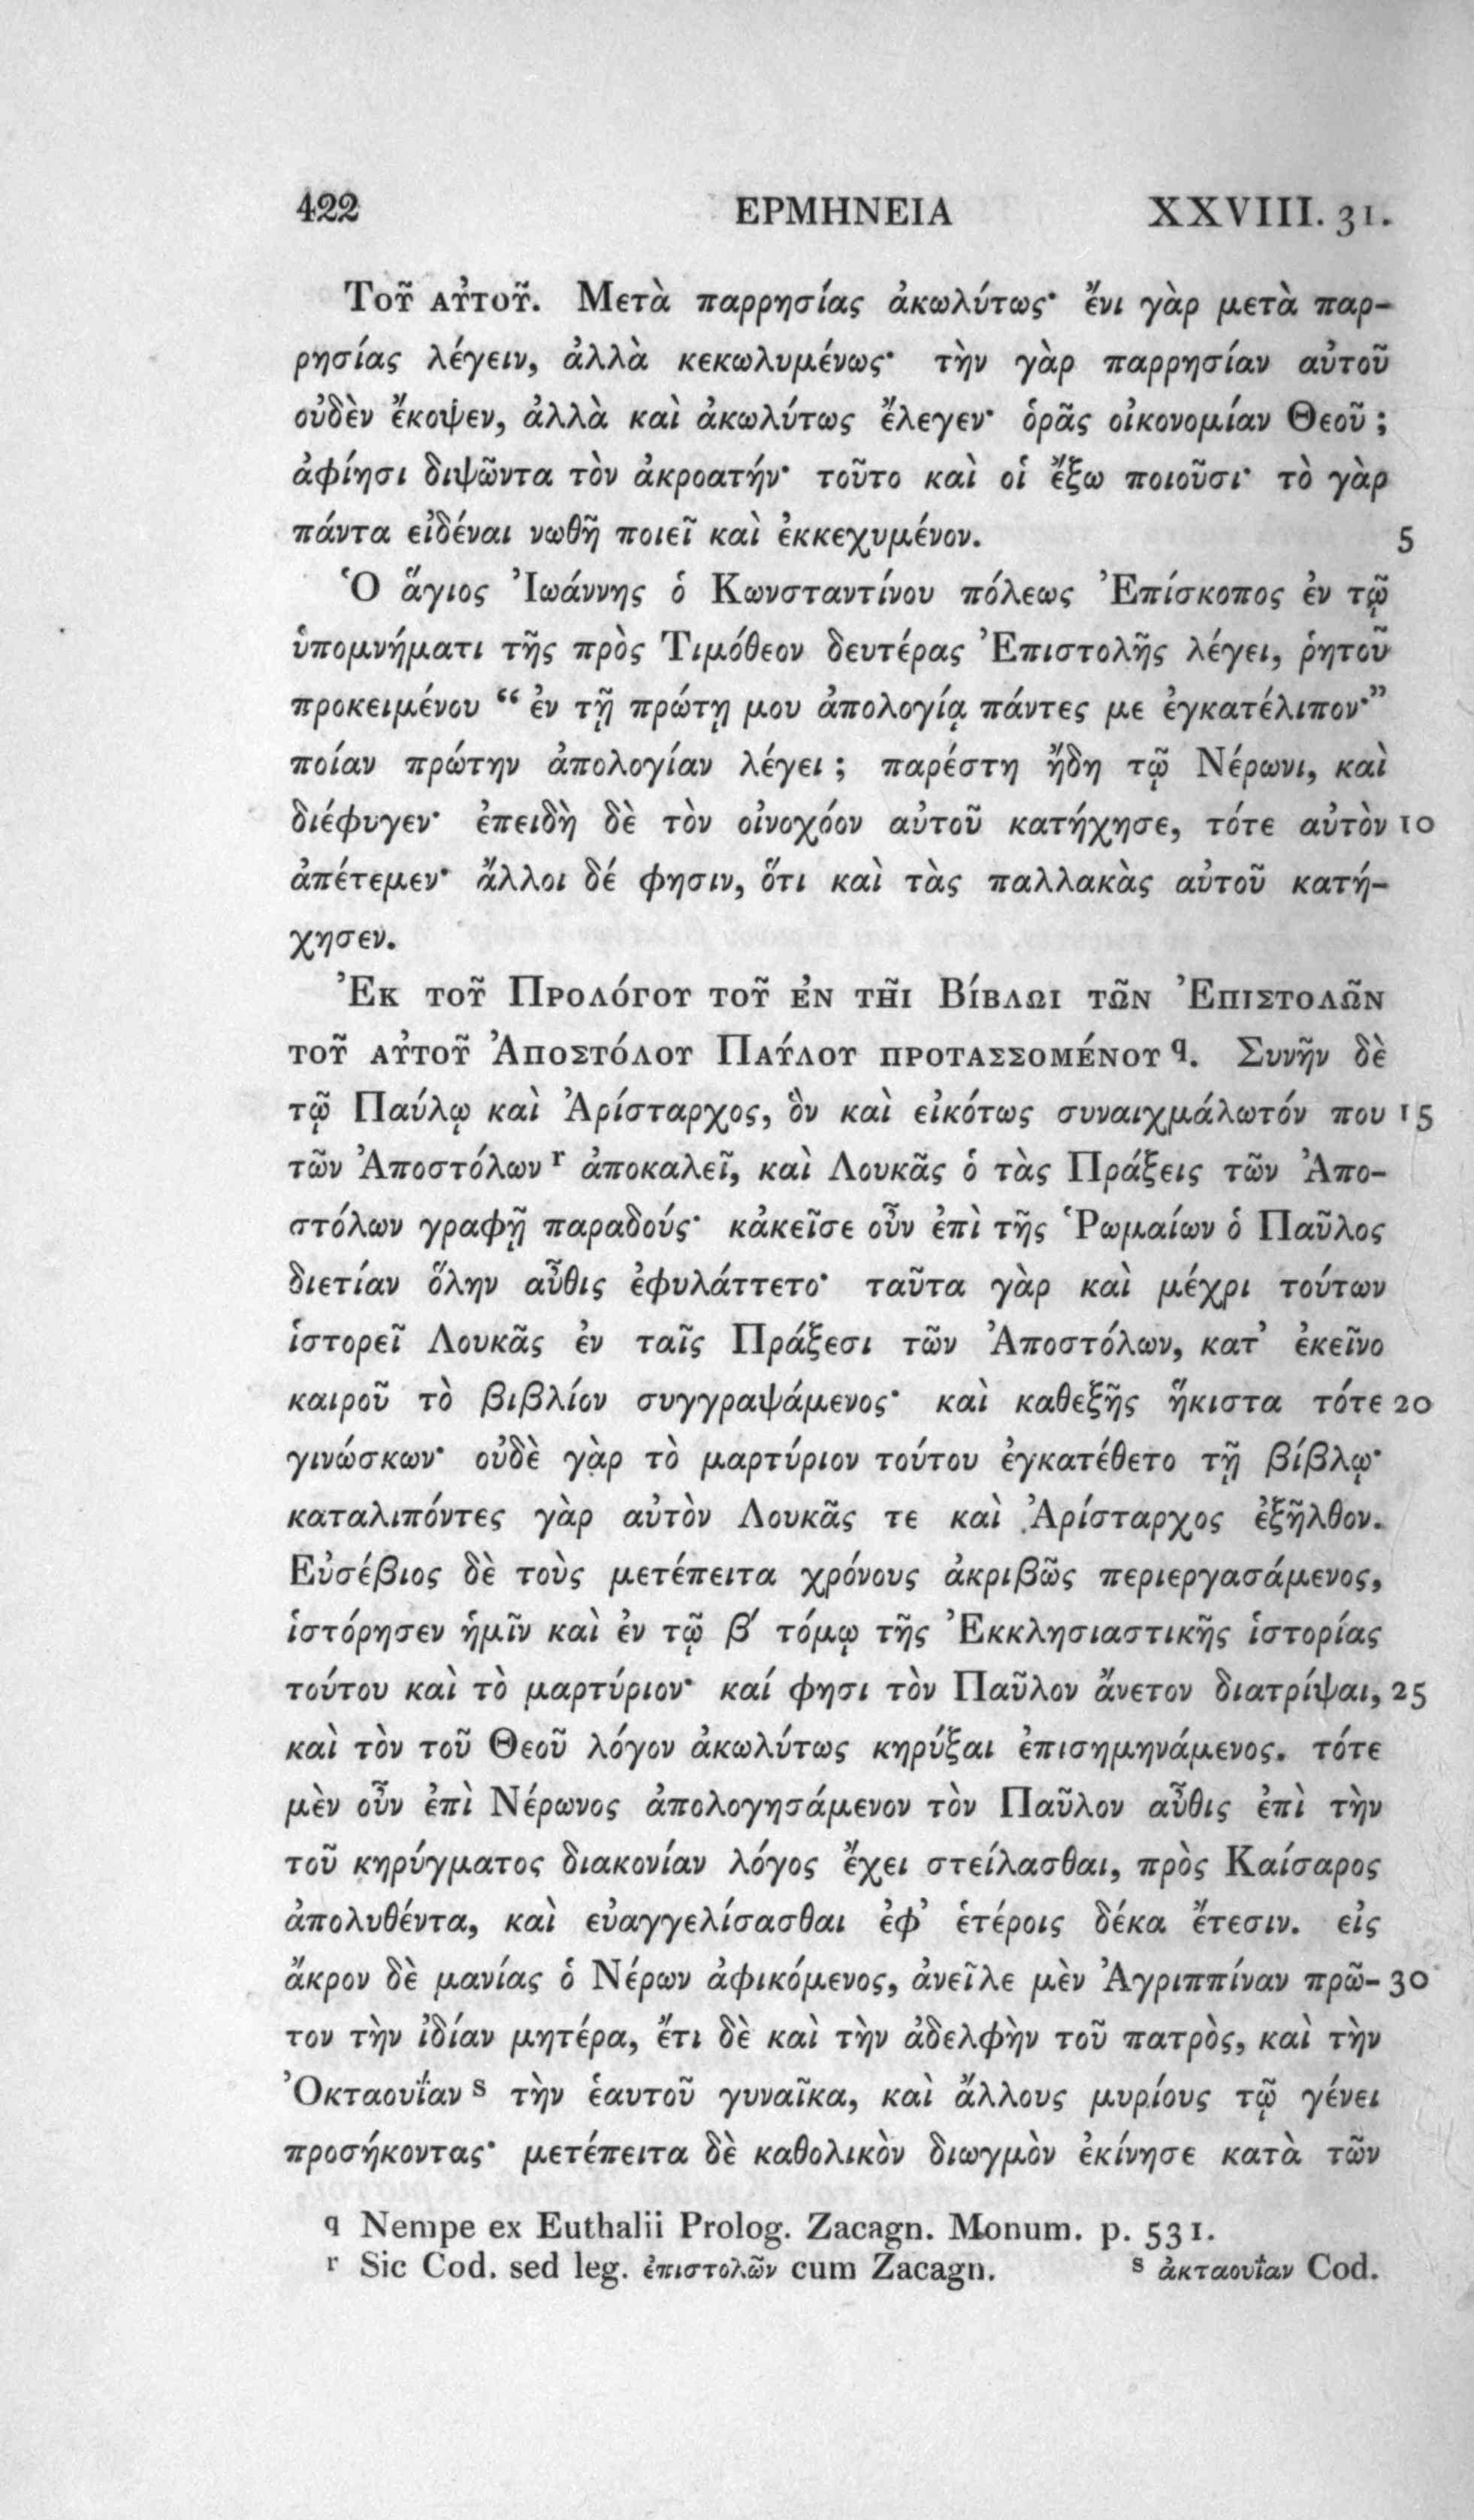 422 ΕΡΜΗΝΕΙΑ XXVIII. 31.
Τοῦ αὐτοῦ. Μετὰ παρρησίας ἀκωλύτως· ἔνι γὰρ μετὰ παρ-
ρησίας λέγειν, ἀλλὰ κεκωλυμένως· τὴν γὰρ παρρησίαν αὐτοῦ
οὐδὲν ἔκοψεν, ἀλλὰ καὶ ἀκωλύτως ἔλεγεν· ὁρᾶς οἰκονομίαν Θεοῦ ;
ἀφίησι διψῶντα τὸν ἀκροατήν· τοῦτο καὶ οἱ ἔξω ποιοῦσι· τὸ γὰρ
πάντα εἰδέναι νωθῆ ποιεῖ καὶ ἐκκεχυμένον. 5
Ὁ ἅγιος Ἰωάννης ὁ Κωνσταντίνου πόλεως Ἐπίσκοπος ἐν τῷ
ὑπομνήματι τῆς πρὸς Τιμόθεον δευτέρας Ἐπιστολῆς λέγει, ῥητοῦ
προκειμένου “ ἐν τῇ πρώτῃ μου ἀπολογίᾳ πάντες με ἐγκατέλιπον·”
ποίαν πρώτην ἀπολογίαν λέγει ; παρέστη ἤδη τῷ Νέρωνι, καὶ
διέφυγεν· ἐπειδὴ δὲ τὸν οἰνοχόον αὐτοῦ κατήχησε, τότε αὐτὸν 10
ἀπέτεμεν· ἄλλοι δέ φησιν, ὅτι καὶ τὰς παλλακὰς αὐτοῦ κατή-
χησεν.
Ἐκ τοῦ Προλόγου τοῦ ἐν τῆι Βίβλωι τῶν Ἐπιστολῶν
τοῦ αὐτοῦ Ἀποστόλου Παύλου προτασσομένου q. Συνῆν δὲ
τῷ Παύλῳ καὶ Ἀρίσταρχος, ὃν καὶ εἰκότως συναιχμάλωτόν που 15
τῶν Ἀποστόλων r ἀποκαλεῖ, καὶ Λουκᾶς ὁ τὰς Πράξεις τῶν Ἀπο-
στόλων γραφῇ παραδούς· κἀκεῖσε οὖν ἐπὶ τῆς Ῥωμαίων ὁ Παῦλος
διετίαν ὅλην αὖθις ἐφυλάττετο· ταῦτα γὰρ καὶ μέχρι τούτων
ἱστορεῖ Λουκᾶς ἐν ταῖς Πράξεσι τῶν Ἀποστόλων, κατ’ ἐκεῖνο
καιροῦ τὸ βιβλίον συγγραψάμενος· καὶ καθεξῆς ἥκιστα τότε 20
γινώσκων· οὐδὲ γὰρ τὸ μαρτύριον τούτου ἐγκατέθετο τῇ βίβλῳ·
καταλιπόντες γὰρ αὐτὸν Λουκᾶς τε καὶ Ἀρίσταρχος ἐξῆλθον.
Εὐσέβιος δὲ τοὺς μετέπειτα χρόνους ἀκριβῶς περιεργασάμενος,
ἱστόρησεν ἡμῖν καὶ ἐν τῷ β′ τόμῳ τῆς Ἐκκλησιαστικῆς ἱστορίας
τούτου καὶ τὸ μαρτύριον· καί φησι τὸν Παῦλον ἄνετον διατρίψαι, 25
καὶ τὸν τοῦ Θεοῦ λόγον ἀκωλύτως κηρύξαι ἐπισημηνάμενος. τότε
μὲν οὖν ἐπὶ Νέρωνος ἀπολογησάμενον τὸν Παῦλον αὖθις ἐπὶ τὴν
τοῦ κηρύγματος διακονίαν λόγος ἔχει στείλασθαι, πρὸς Καίσαρος
ἀπολυθέντα, καὶ εὐαγγελίσασθαι ἐφ’ ἑτέροις δέκα ἔτεσιν. εἰς
ἄκρον δὲ μανίας ὁ Νέρων ἀφικόμενος, ἀνεῖλε μὲν Ἀγριππίναν πρῶ- 30
τον τὴν ἰδίαν μητέρα, ἔτι δὲ καὶ τὴν ἀδελφὴν τοῦ πατρὸς, καὶ τὴν
Ὀκταουΐαν s τὴν ἑαυτοῦ γυναῖκα, καὶ ἄλλους μυρίους τῷ γένει
προσήκοντας· μετέπειτα δὲ καθολικὸν διωγμὸν ἐκίνησε κατὰ τῶν
q Nempe ex Euthalii Prolog. Zacagn. Monum. p. 531.
r Sic Cod. sed leg. ἐπιστολῶν cum Zacagn. s ἀκταουΐαν Cod.